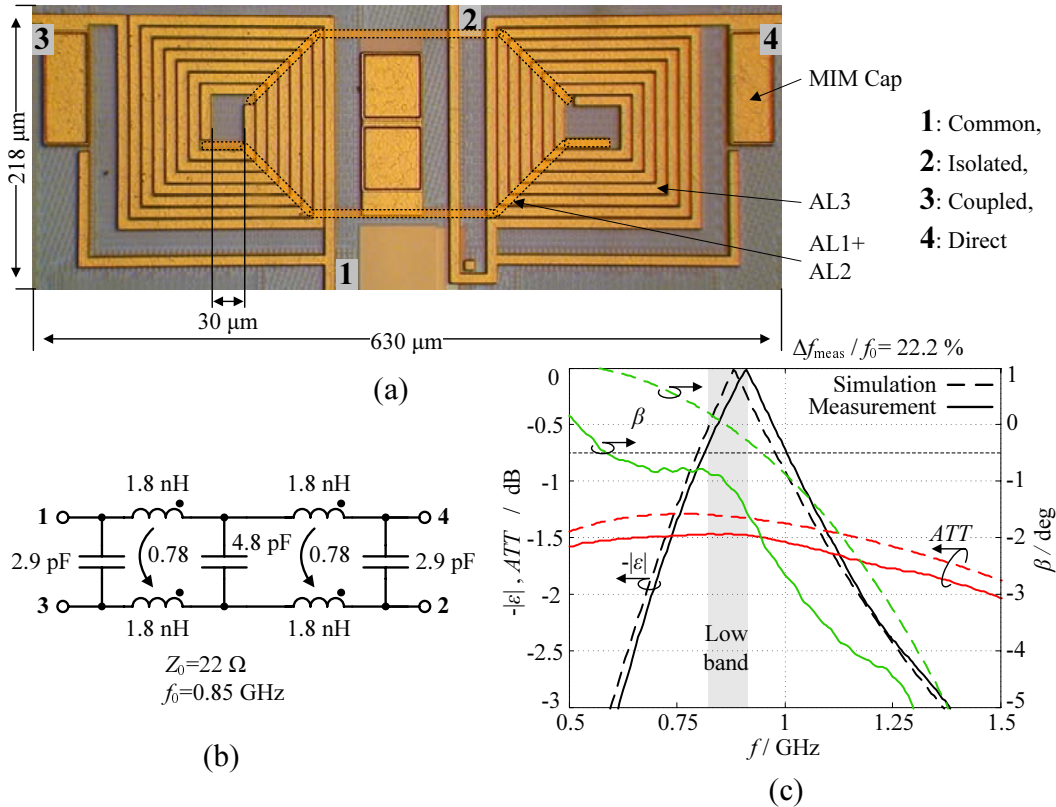 3
2
4
MIM Cap
1: Common,
2: Isolated,
3: Coupled,
4: Direct
218 μm
AL3
AL1+
AL2
1
30 μm
630 μm
(a)
Δf_meas / f_0= 22.2 %
0
-0.5
-1
-1.5
-2
-2.5
-3
-|ε| , ATT / dB
Simulation
Measurement
β
ATT
-|ε|
Low
band
1
0
-1
-2
-3
-4
-5
β / deg
0.5
0.75
1
1.25
1.5
f / GHz
(c)
1.8 nH
1.8 nH
1
4
2.9 pF
0.78
4.8 pF
0.78
2.9 pF
3
2
1.8 nH
1.8 nH
Z_0=22 Ω
f_0=0.85 GHz
(b)